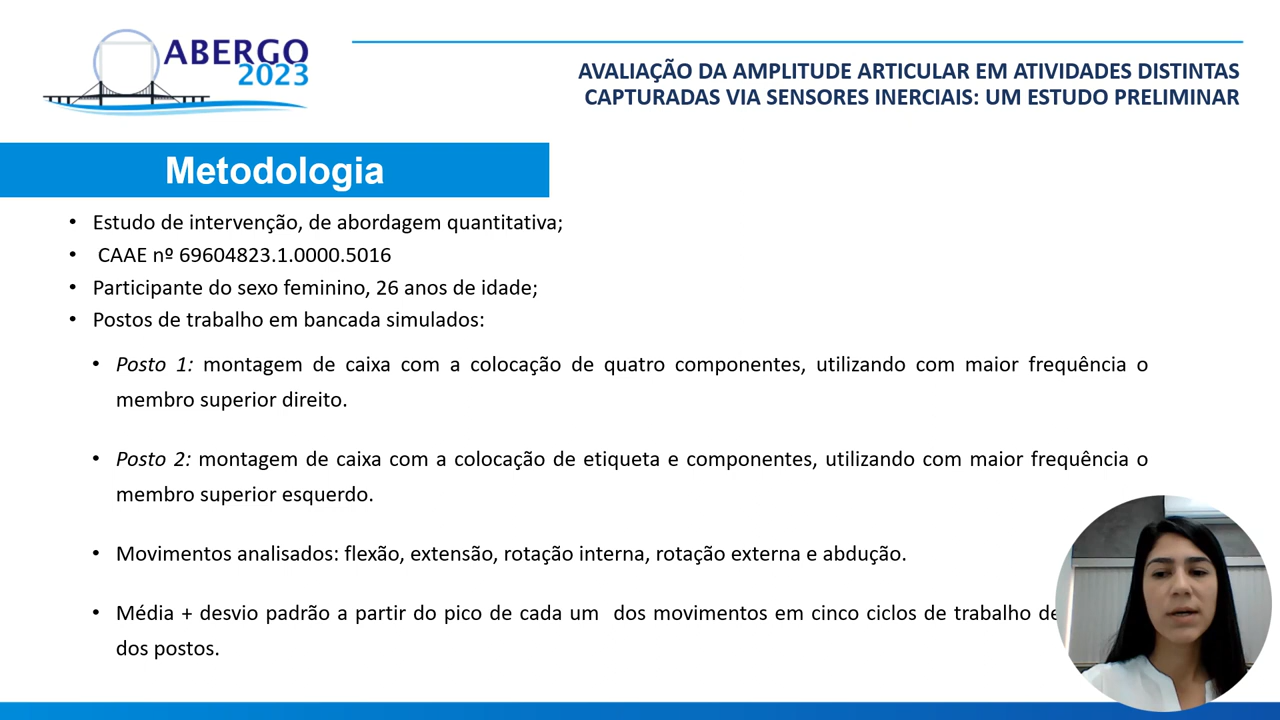 ABERGO
2023
AVALIAÇÃO DA AMPLITUDE ARTICULAR EM ATIVIDADES DISTINTAS
CAPTURADAS VIA SENSORES INERCIAIS: UM ESTUDO PRELIMINAR
Metodologia
• Estudo de intervenção, de abordagem quantitativa;
• CAAE nº 69604823.1.0000.5016
• Participante do sexo feminino, 26 anos de idade;
• Postos de trabalho em bancada simulados:
• Posto 1: montagem de caixa com a colocação de quatro componentes, utilizando com maior frequência o
membro superior direito.
• Posto 2: montagem de caixa com a colocação de etiqueta e componentes, utilizando com maior frequência o
membro superior esquerdo.
• Movimentos analisados: flexão, extensão, rotação interna, rotação externa e abdução.
• Média + desvio padrão a partir do pico de cada um dos movimentos em cinco ciclos de trabalho de
dos postos.